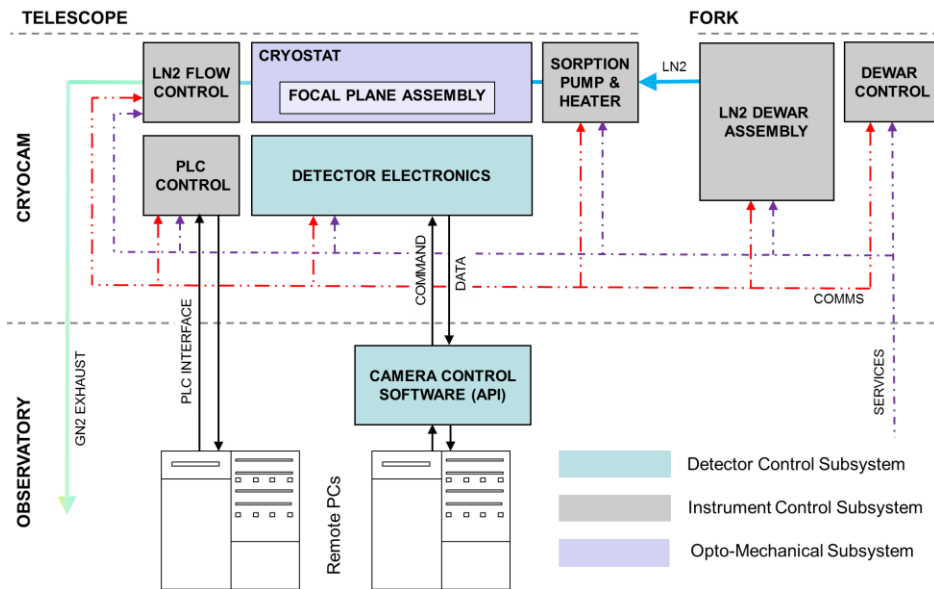 TELESCOPE
FORK
LN2 FLOW
CONTROL
CRYOSTAT
FOCAL PLANE ASSEMBLY
SORPTION
PUMP &
HEATER
LN2
LN2 DEWAR
ASSEMBLY
DEWAR
CONTROL
CRYOCAM
PLC
CONTROL
DETECTOR ELECTRONICS
COMMAND
DATA
COMMS
PLC INTERFACE
GN2 EXHAUST
CAMERA CONTROL
SOFTWARE (API)
SERVICES
OBSERVATORY
Remote PCs
Detector Control Subsystem
Instrument Control Subsystem
Opto-Mechanical Subsystem